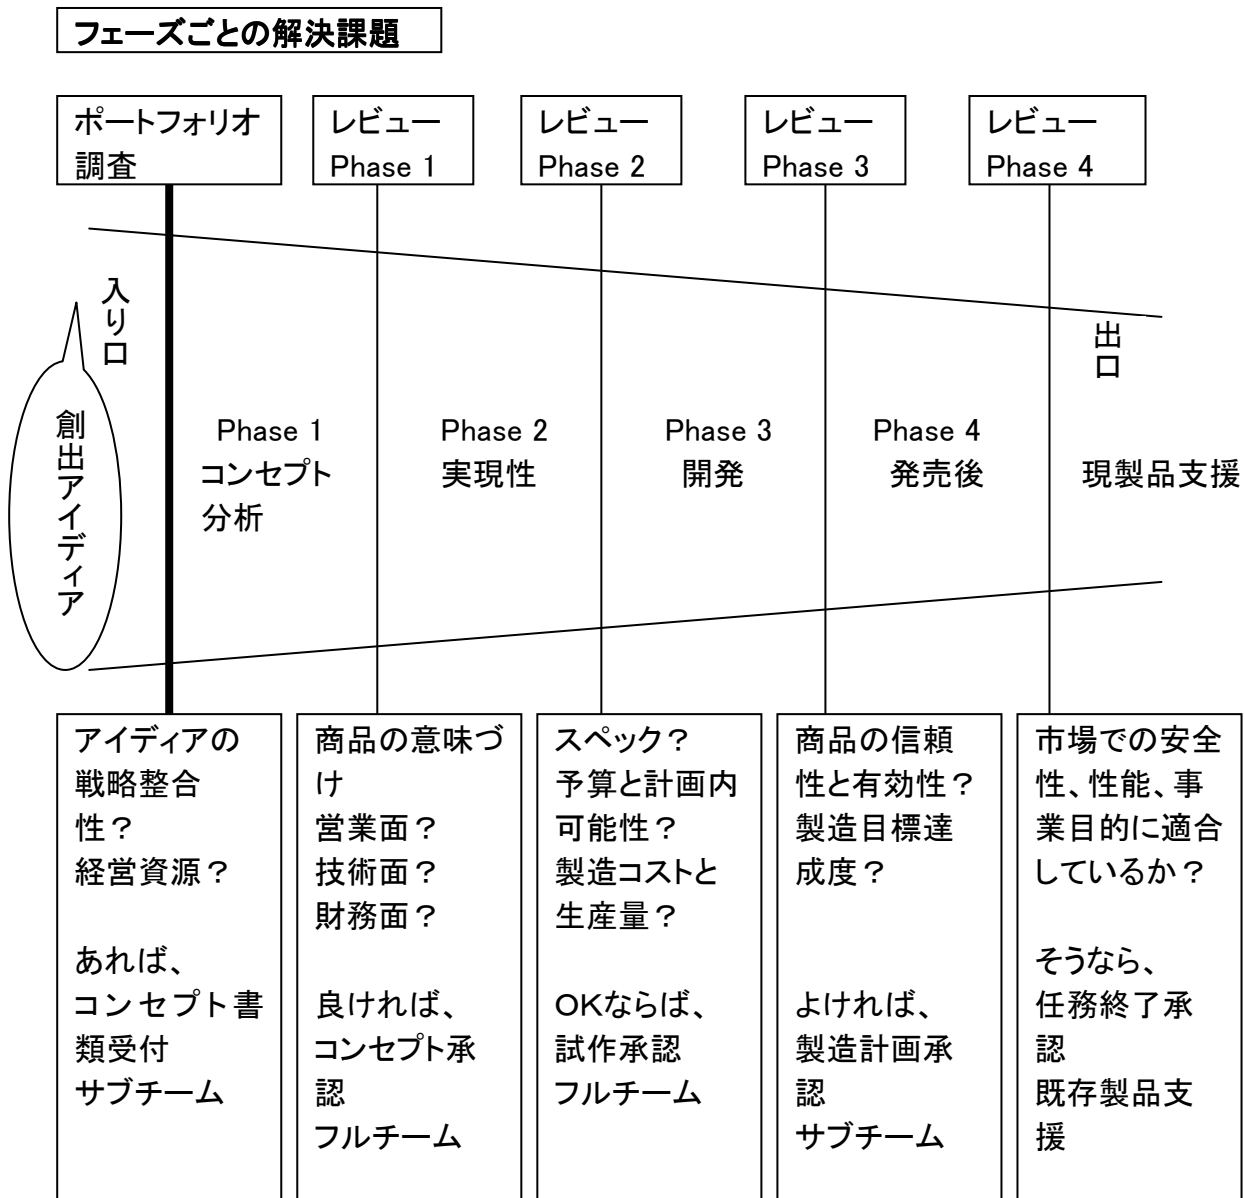 フェーズごとの解決課題
ポートフォリオ
調査
レビュー
Phase 1
レビュー
Phase 2
レビュー
Phase 3
レビュー
Phase 4
入り口
出口
創出アイディア
Phase 1
コンセプト
分析
Phase 2
実現性
Phase 3
開発
Phase 4
発売後
現製品支援
アイディアの
戦略整合
性?
経営資源?
あれば、
コンセプト書
類受付
サブチーム
商品の意味づ
け
営業面?
技術面?
財務面?
良ければ、
コンセプト承
認
フルチーム
スペック?
予算と計画内
可能性?
製造コストと
生産量?
OKならば、
試作承認
フルチーム
商品の信頼
性と有効性?
製造目標達
成度?
よければ、
製造計画承
認
サブチーム
市場での安全
性、性能、事
業目的に適合
しているか?
そうなら、
任務終了承
認
既存製品支
援